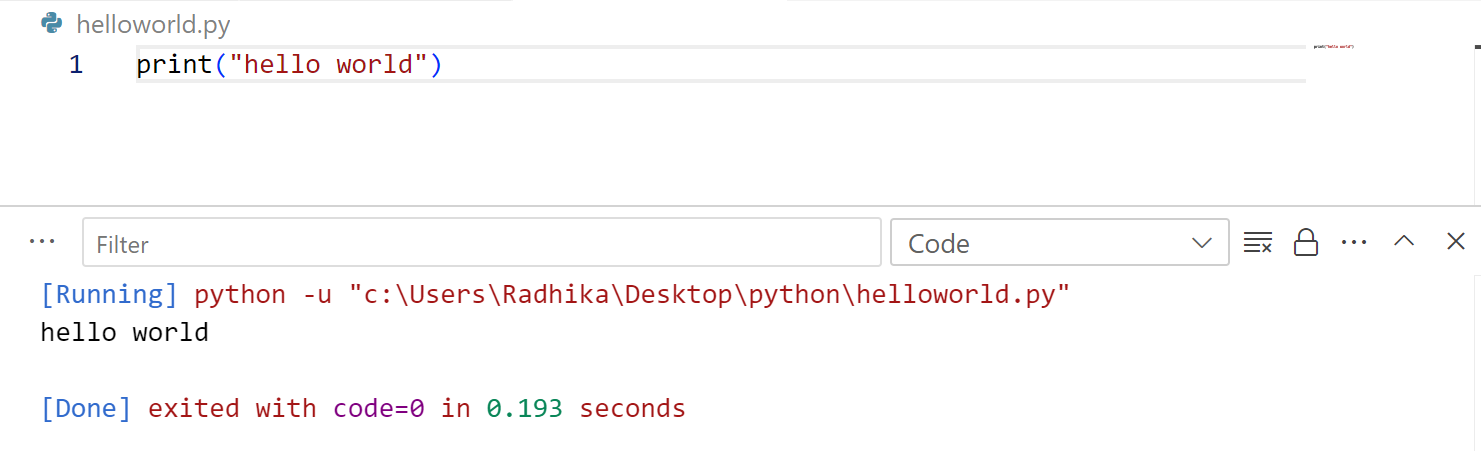 helloworld.py
1 print("hello world")
Filter Code
[Running] python -u "c:\Users\Radhika\Desktop\python\helloworld.py"
hello world
[Done] exited with code=0 in 0.193 seconds